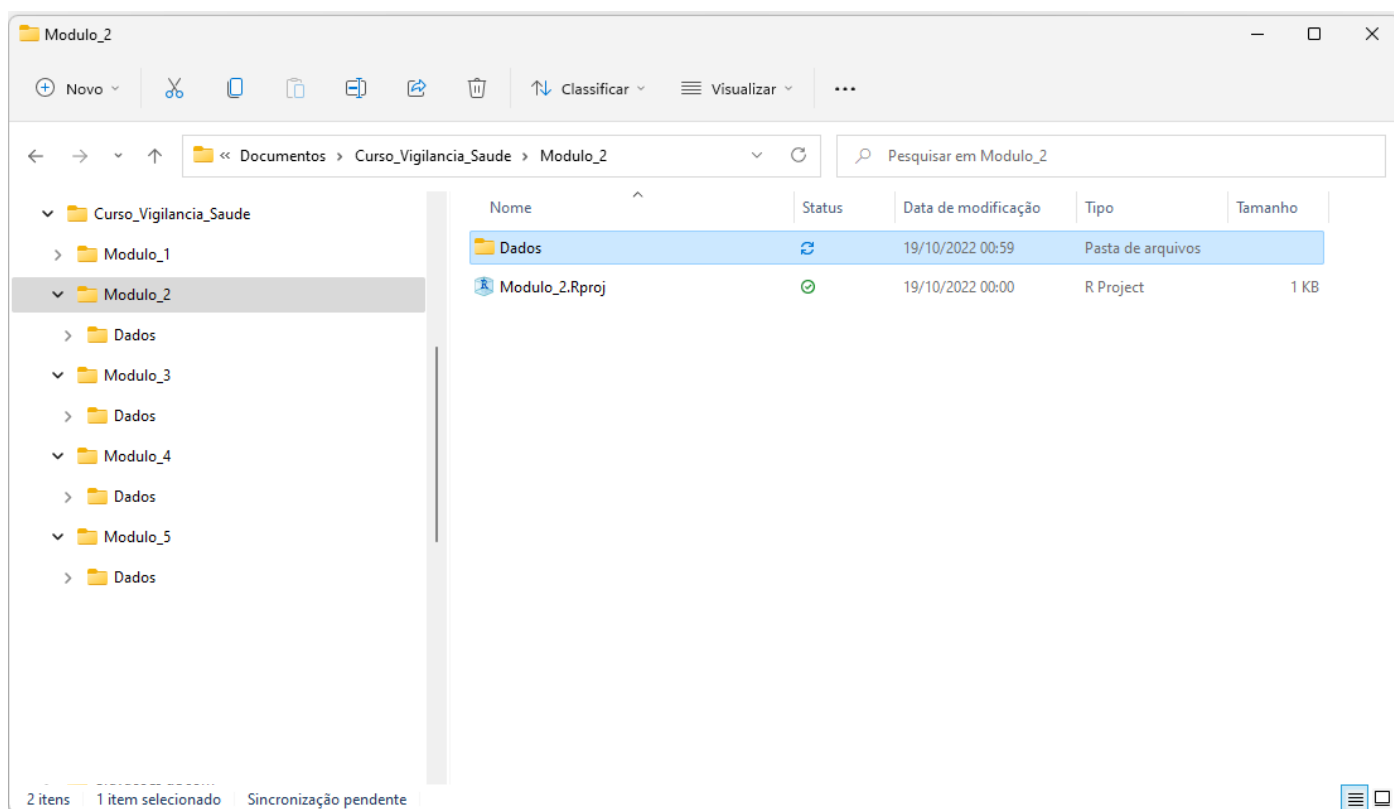 Modulo_2
Novo Classificar Visualizar
« Documentos > Curso_Vigilancia_Saude > Modulo_2 Pesquisar em Modulo_2
Curso_Vigilancia_Saude
Modulo_1
Modulo_2
Dados
Modulo_3
Dados
Modulo_4
Dados
Modulo_5
Dados
Nome Status Data de modificação Tipo Tamanho
Dados 19/10/2022 00:59 Pasta de arquivos
Modulo_2.Rproj 19/10/2022 00:00 R Project 1 KB
2 itens 1 item selecionado Sincronização pendente